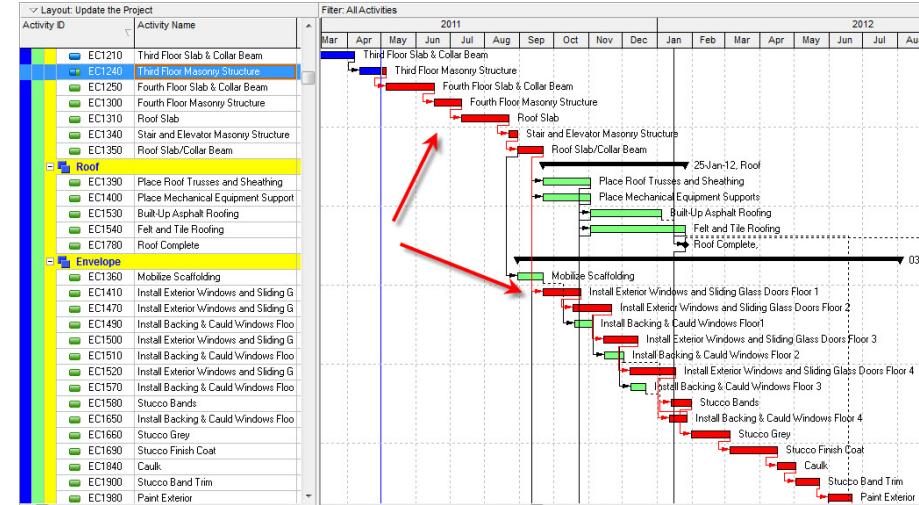 Layout: Update the Project
Filter: All Activities
Activity ID
Activity Name
2011
2012
Mar Apr May Jun Jul Aug Sep Oct Nov Dec Jan Feb Mar Apr May Jun Jul Au
EC1210 Third Floor Slab & Collar Beam
Third Floor Slab & Collar Beam
EC1240 Third Floor Masonry Structure
Third Floor Masonry Structure
EC1250 Fourth Floor Slab & Collar Beam
Fourth Floor Slab & Collar Beam
EC1300 Fourth Floor Masonry Structure
Fourth Floor Masonry Structure
EC1310 Roof Slab
Roof Slab
EC1340 Stair and Elevator Masonry Structure
Stair and Elevator Masonry Structure
EC1350 Roof Slab/Collar Beam
Roof Slab/Collar Beam
Roof
25-Jan-12, Roof
EC1390 Place Roof Trusses and Sheathing
Place Roof Trusses and Sheathing
EC1400 Place Mechanical Equipment Support
Place Mechanical Equipment Supports
EC1530 Built-Up Asphalt Roofing
Built-Up Asphalt Roofing
EC1540 Felt and Tile Roofing
Felt and Tile Roofing
EC1780 Roof Complete
Roof Complete,
Envelope
03
EC1360 Mobilize Scaffolding
Mobilize Scaffolding
EC1410 Install Exterior Windows and Sliding G
Install Exterior Windows and Sliding Glass Doors Floor 1
EC1470 Install Exterior Windows and Sliding G
Install Exterior Windows and Sliding Glass Doors Floor 2
EC1490 Install Backing & Cauld Windows Floo
Install Backing & Cauld Windows Floor1
EC1500 Install Exterior Windows and Sliding G
Install Exterior Windows and Sliding Glass Doors Floor 3
EC1510 Install Backing & Cauld Windows Floo
Install Backing & Cauld Windows Floor 2
EC1520 Install Exterior Windows and Sliding G
Install Exterior Windows and Sliding Glass Doors Floor 4
EC1570 Install Backing & Cauld Windows Floo
Install Backing & Cauld Windows Floor 3
EC1580 Stucco Bands
Stucco Bands
EC1650 Install Backing & Cauld Windows Floo
Install Backing & Cauld Windows Floor 4
EC1660 Stucco Grey
Stucco Grey
EC1690 Stucco Finish Coat
Stucco Finish Coat
EC1840 Caulk
Caulk
EC1900 Stucco Band Trim
Stucco Band Trim
EC1980 Paint Exterior
Paint Exterior